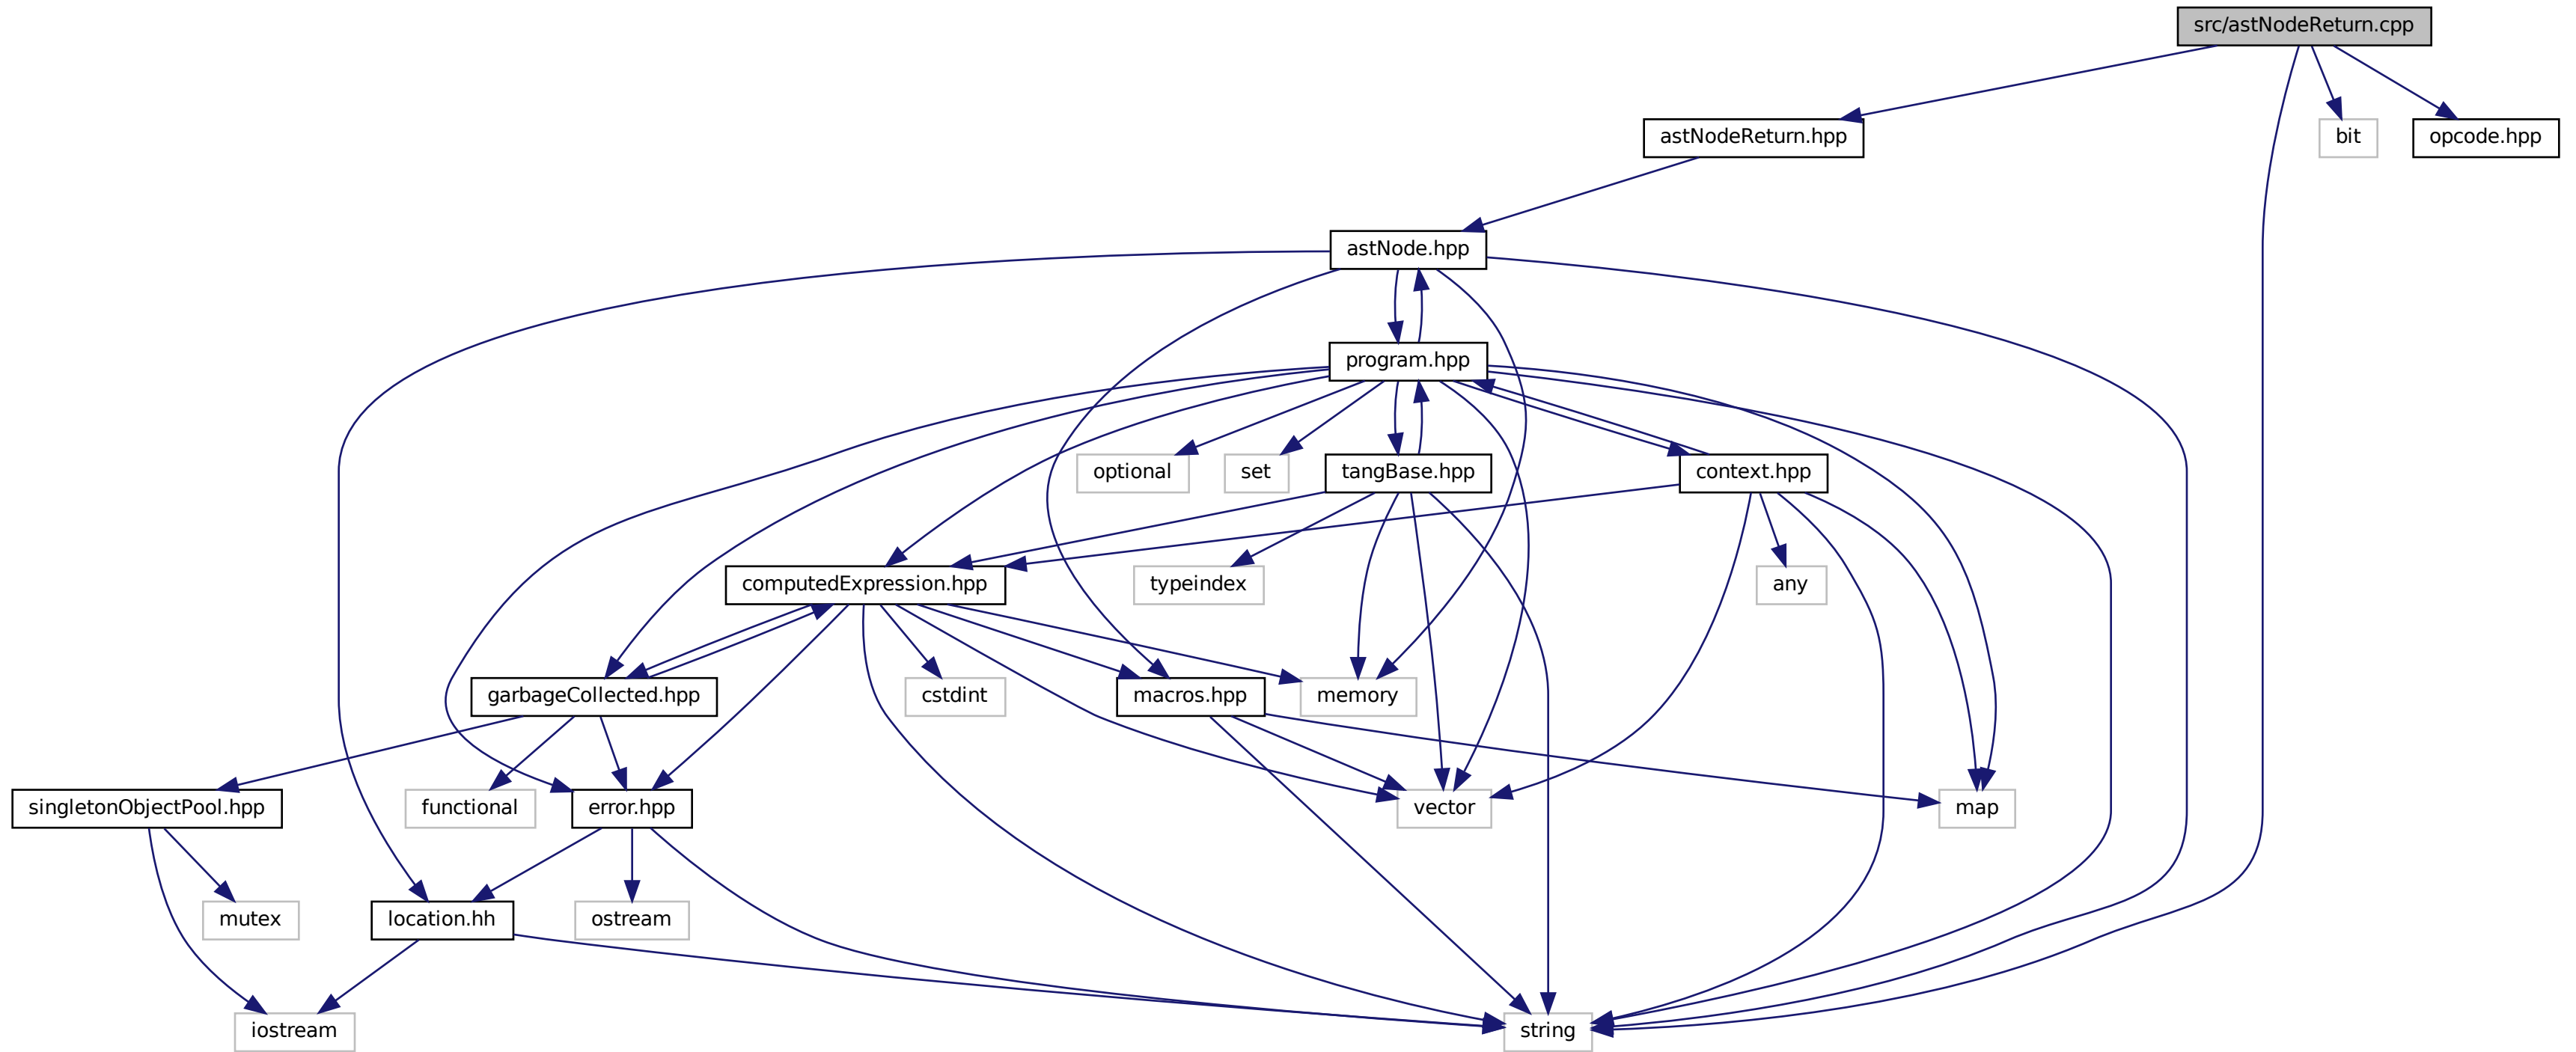 src/astNodeReturn.cpp
astNodeReturn.hpp
bit
opcode.hpp
astNode.hpp
program.hpp
optional
set
tangBase.hpp
context.hpp
computedExpression.hpp
typeindex
any
garbageCollected.hpp
cstdint
macros.hpp
memory
singletonObjectPool.hpp
functional
error.hpp
vector
map
mutex
location.hh
ostream
iostream
string